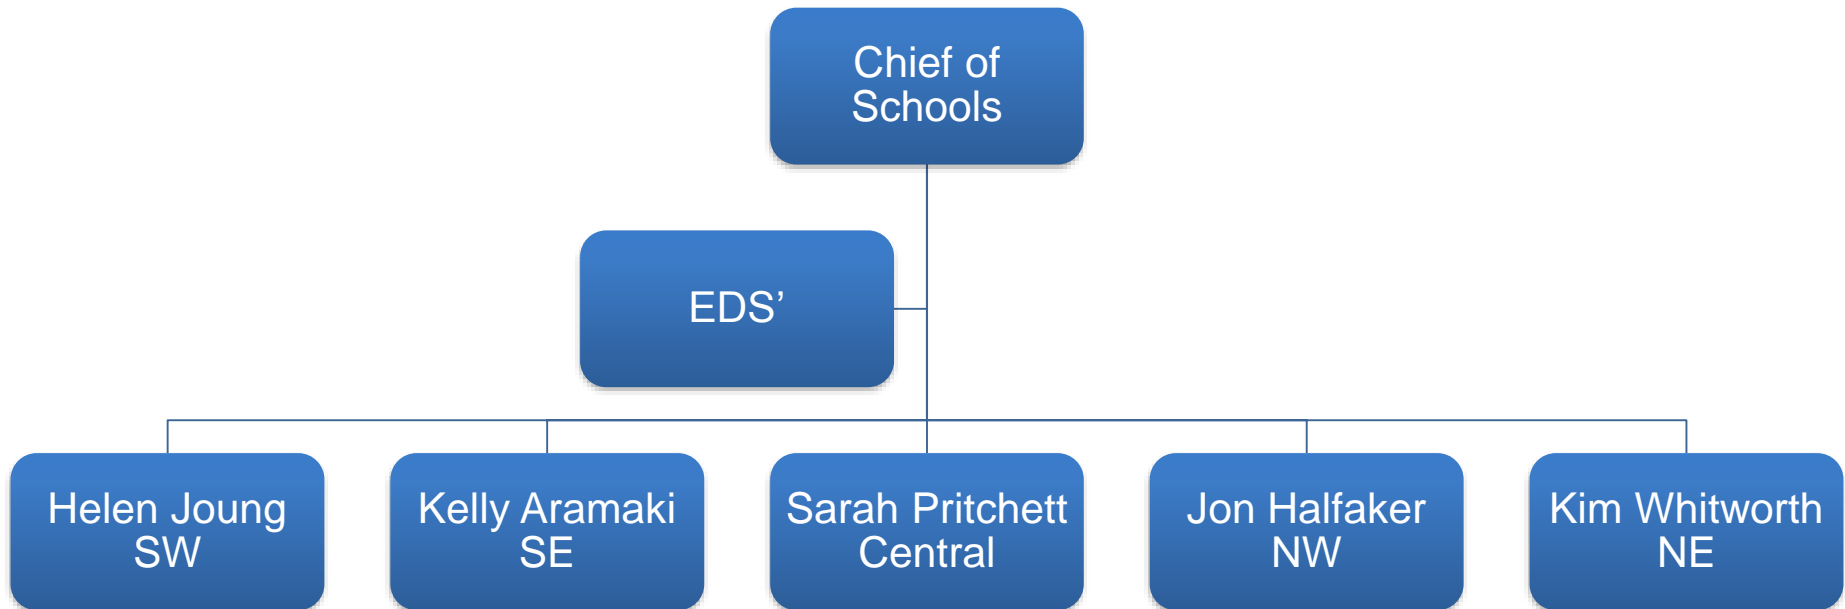 Chief of
Schools
EDS’
Helen Joung
SW
Kelly Aramaki
SE
Sarah Pritchett
Central
Jon Halfaker
NW
Kim Whitworth
NE